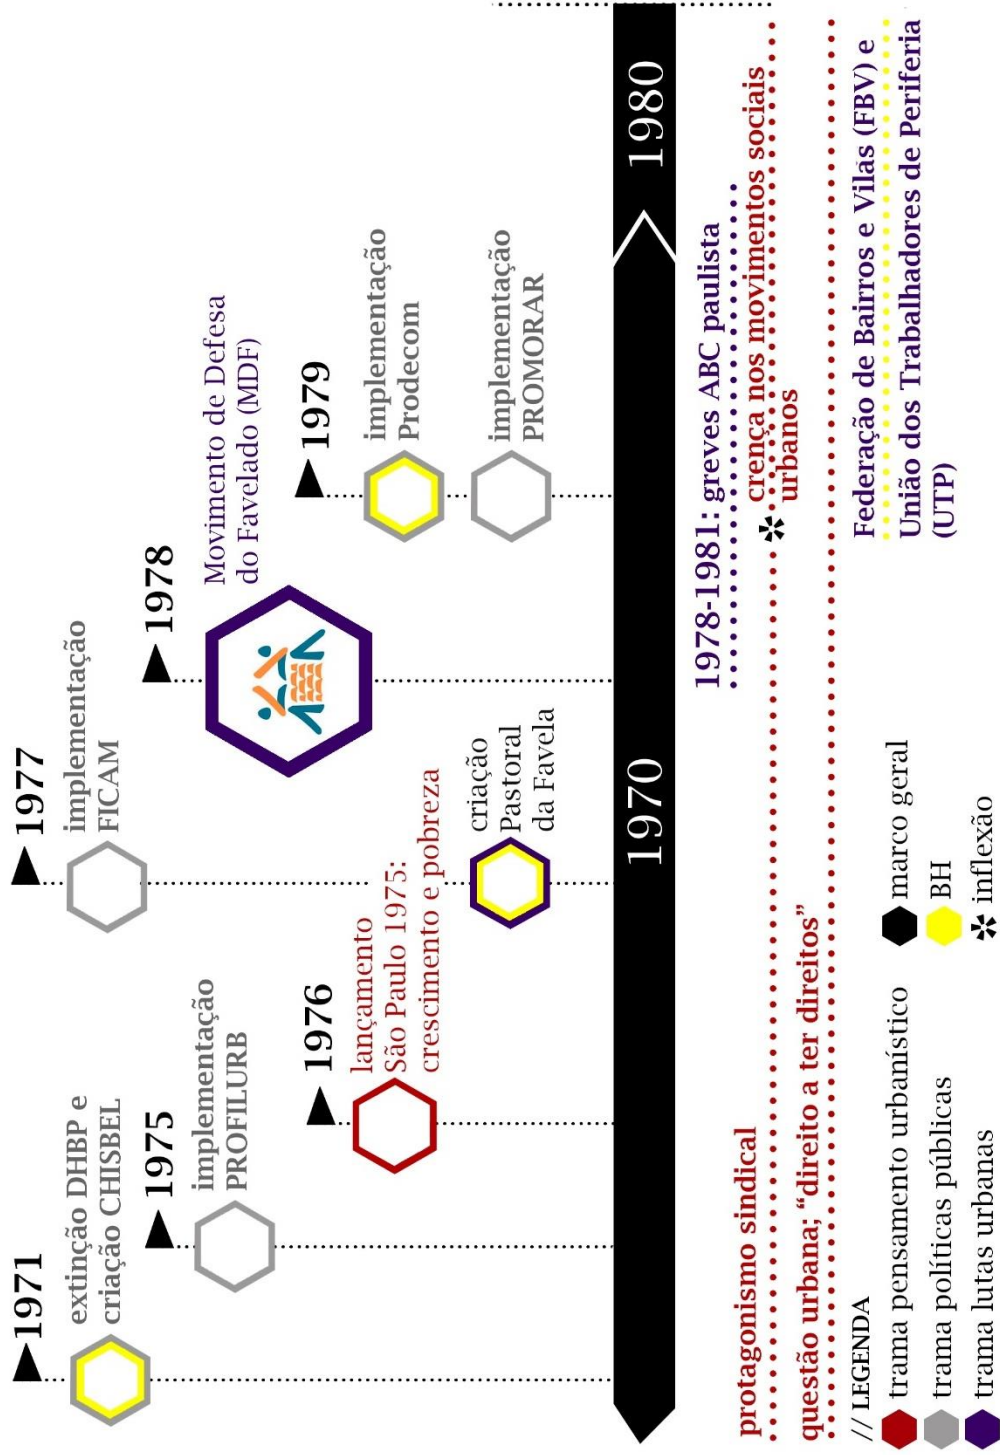 1971
extinção DHBP e
criação CHISBEL
1975
implementação
PROFILURB
1976
lançamento
São Paulo 1975:
crescimento e pobreza
1977
implementação
FICAM
criação
Pastoral
da Favela
1978
Movimento de Defesa
do Favelado (MDF)
1979
implementação
Prodecom
implementação
PROMORAR
1970
1980
1978-1981: greves ABC paulista
protagonismo sindical
* crença nos movimentos sociais
urbanos
questão urbana; “direito a ter direitos”
Federação de Bairros e Vilas (FBV) e
União dos Trabalhadores de Periferia
(UTP)
// LEGENDA
trama pensamento urbanístico
trama políticas públicas
trama lutas urbanas
marco geral
BH
* inflexão